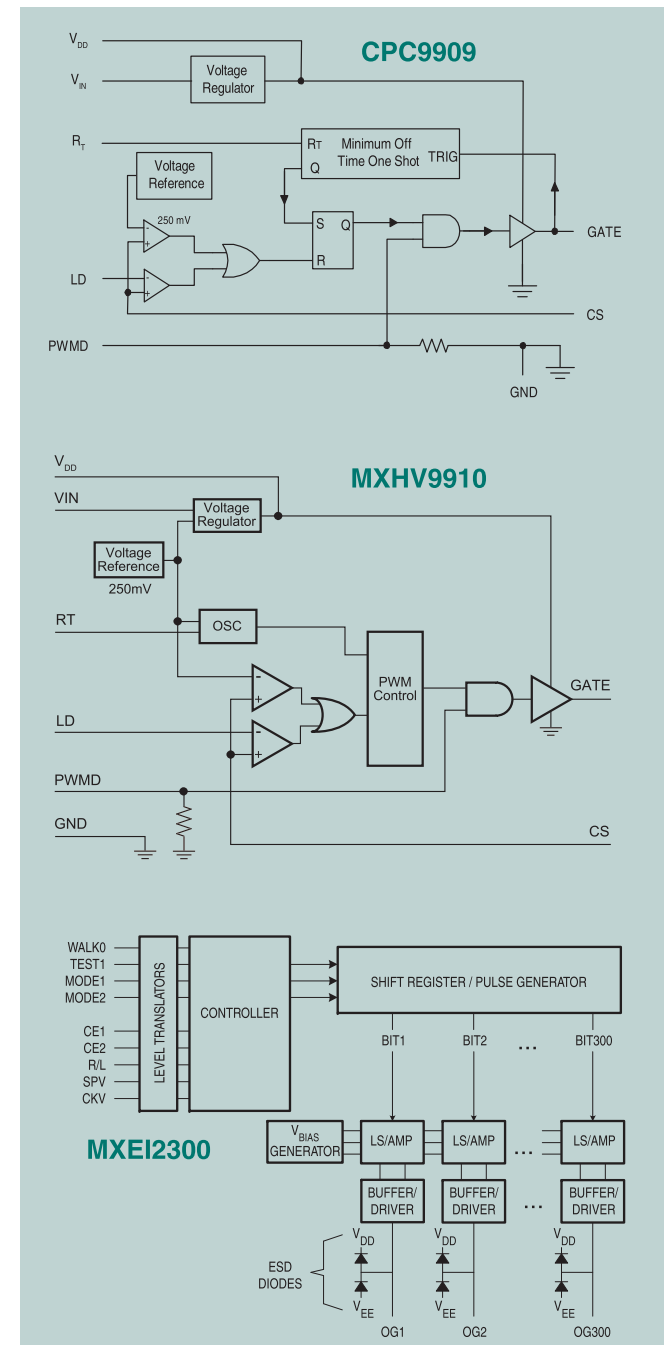 CPC9909
VDD
VIN
Voltage
Regulator
RT
RT
Minimum Off
Time One Shot
TRIG
Q
Voltage
Reference
250 mV
-
+
S
Q
R
GATE
LD
-
+
CS
PWMD
GND
MXHV9910
VDD
VIN
Voltage
Regulator
Voltage
Reference
250mV
RT
OSC
-
+
PWM
Control
GATE
LD
-
+
PWMD
GND
CS
WALK0
TEST1
MODE1
MODE2
CE1
CE2
R/L
SPV
CKV
LEVEL TRANSLATORS
CONTROLLER
SHIFT REGISTER / PULSE GENERATOR
BIT1
BIT2
...
BIT300
MXEI2300
VBIAS
GENERATOR
LS/AMP
LS/AMP
...
LS/AMP
BUFFER/
DRIVER
BUFFER/
DRIVER
...
BUFFER/
DRIVER
ESD
DIODES
VDD
VDD
VDD
VEE
VEE
VEE
OG1
OG2
OG300